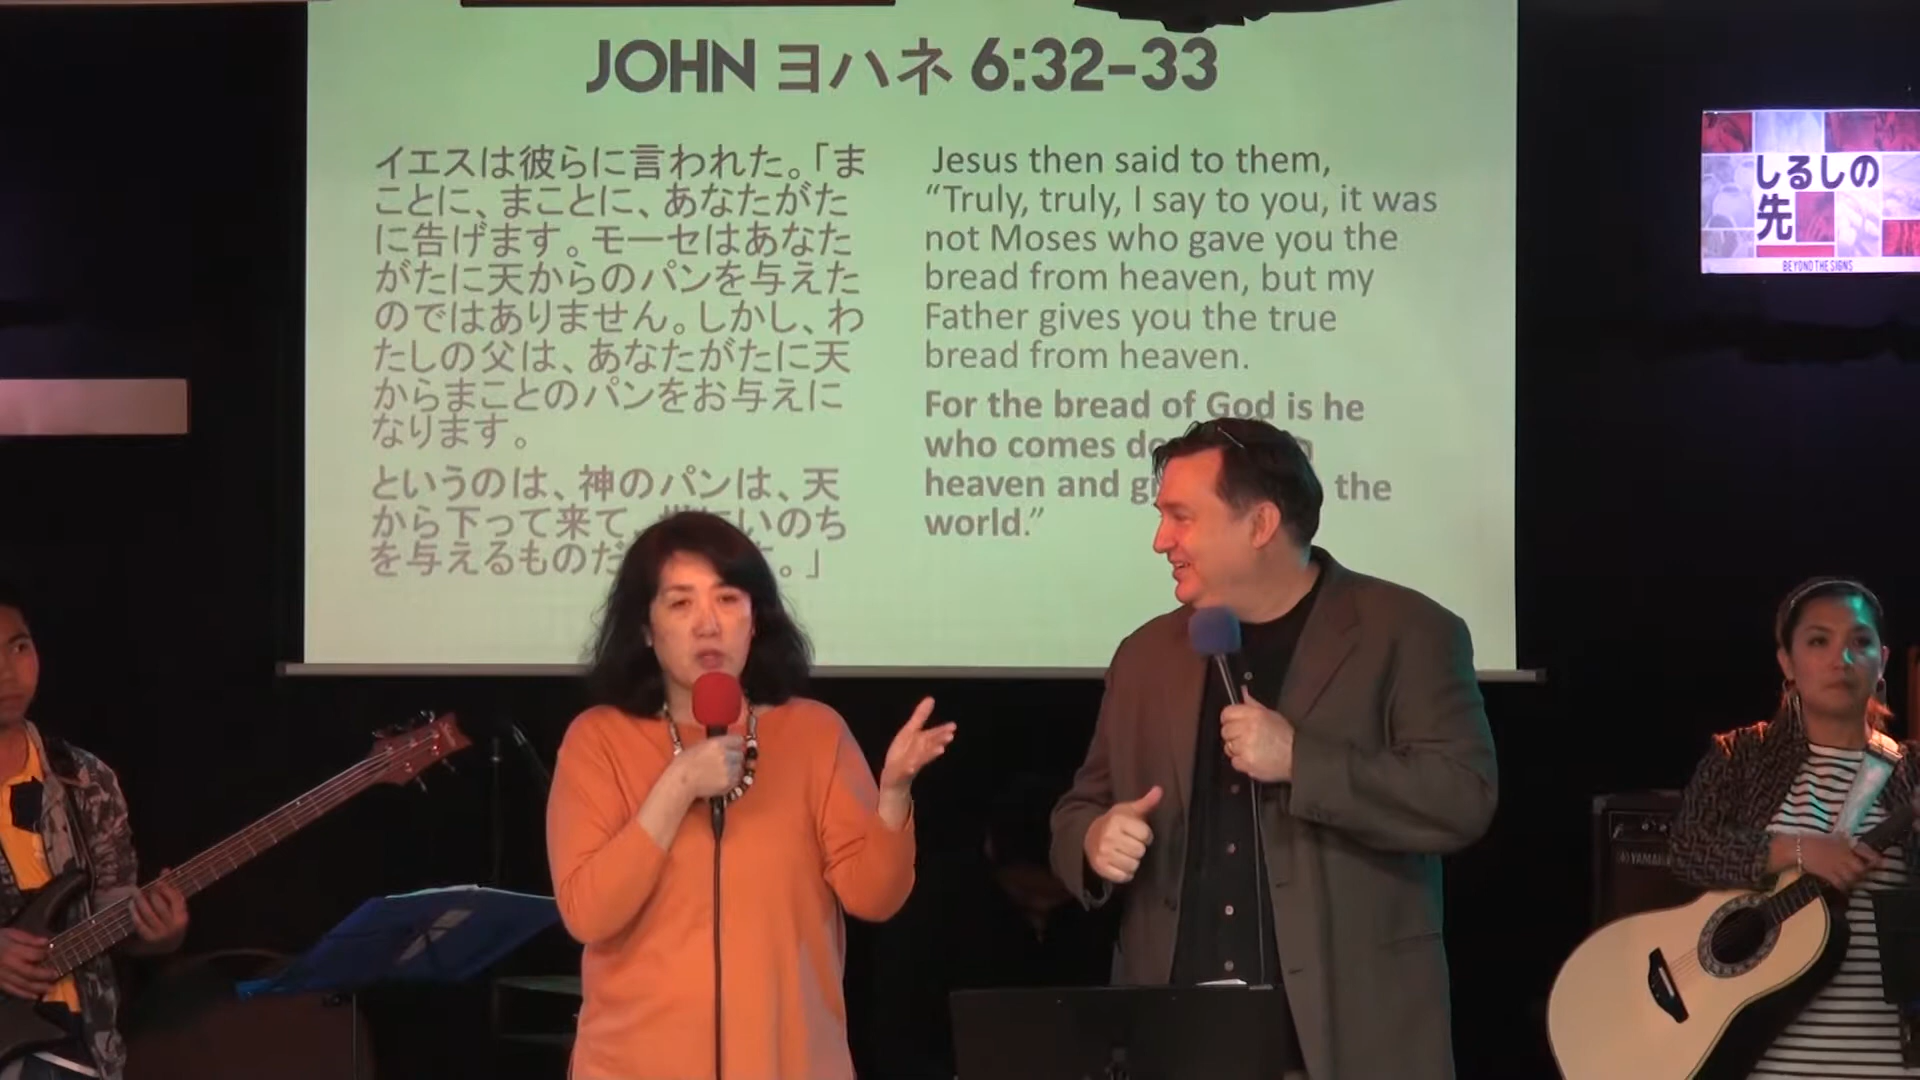 JOHN ヨハネ 6:32-33
イエスは彼らに言われた。「ま
ことに、まことに、あなたがた
に告げます。モーセはあなた
がたに天からのパンを与えた
のではありません。しかし、わ
たしの父は、あなたがたに天
からまことのパンをお与えに
なります。
というのは、神のパンは、天
から下って来て、いのち
を与えるものだ。」
Jesus then said to them,
“Truly, truly, I say to you, it was
not Moses who gave you the
bread from heaven, but my
Father gives you the true
bread from heaven.
For the bread of God is he
who comes
heaven and the
world.”
しるしの
先
BEYOND THE SIGNS
YAMAHA